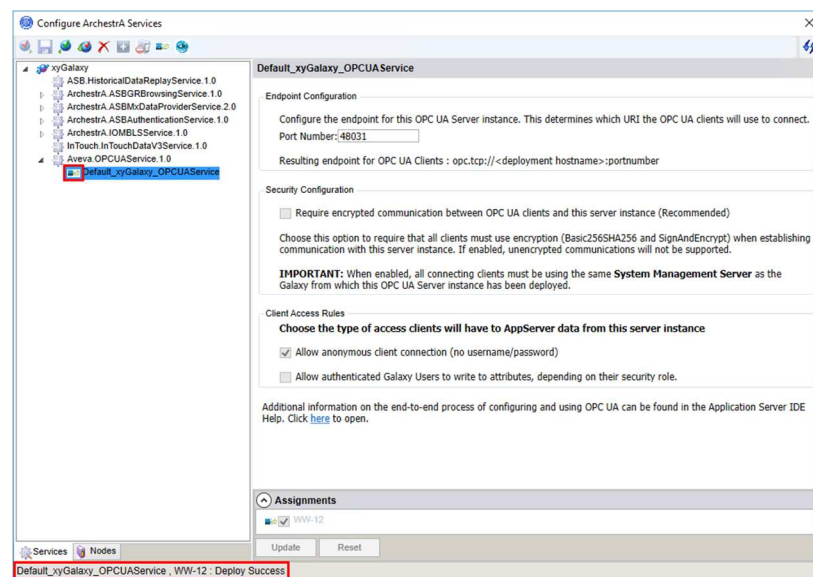 Configure ArchestrA Services
xyGalaxy
ASB.HistoricalDataReplayService.1.0
ArchestrA.ASBGRBrowsingService.1.0
ArchestrA.ASBMxDataProviderService.2.0
ArchestrA.ASBAuthenticationService.1.0
ArchestrA.IOMBLSService.1.0
InTouch.InTouchDataV3Service.1.0
Aveva.OPCUAService.1.0
Default_xyGalaxy_OPCUAService
Services
Nodes
Default_xyGalaxy_OPCUAService
Endpoint Configuration
Configure the endpoint for this OPC UA Server instance. This determines which URI the OPC UA clients will use to connect.
Port Number: 48031
Resulting endpoint for OPC UA Clients : opc.tcp://<deployment hostname>:portnumber
Security Configuration
Require encrypted communication between OPC UA clients and this server instance (Recommended)
Choose this option to require that all clients must use encryption (Basic256SHA256 and SignAndEncrypt) when establishing
communication with this server instance. If enabled, unencrypted communications will not be supported.
IMPORTANT: When enabled, all connecting clients must be using the same System Management Server as the
Galaxy from which this OPC UA Server instance has been deployed.
Client Access Rules
Choose the type of access clients will have to AppServer data from this server instance
Allow anonymous client connection (no username/password)
Allow authenticated Galaxy Users to write to attributes, depending on their security role.
Additional information on the end-to-end process of configuring and using OPC UA can be found in the Application Server IDE
Help. Click here to open.
Assignments
WW-12
Update
Reset
Default_xyGalaxy_OPCUAService , WW-12 : Deploy Success